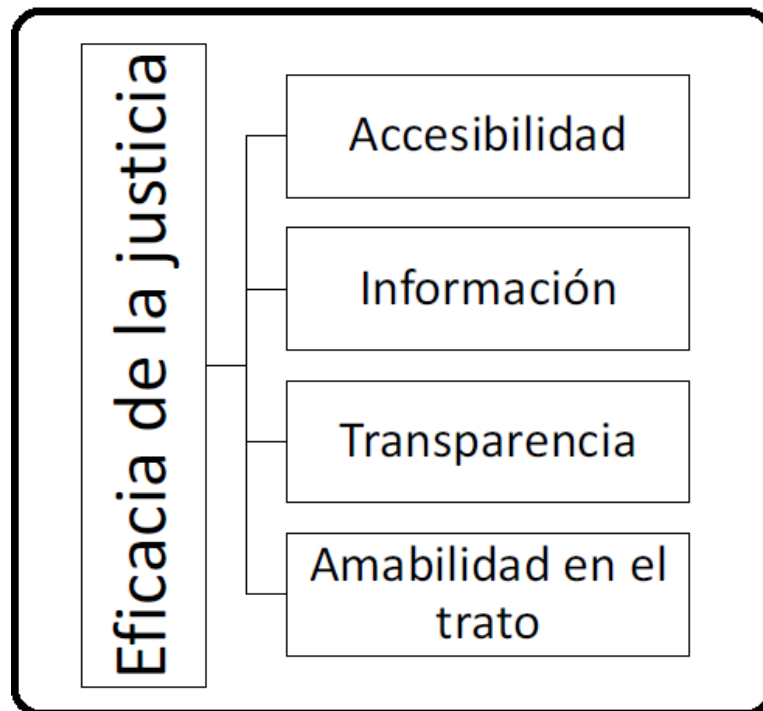 Eficacia de la justicia
Accesibilidad
Información
Transparencia
Amabilidad en el
trato